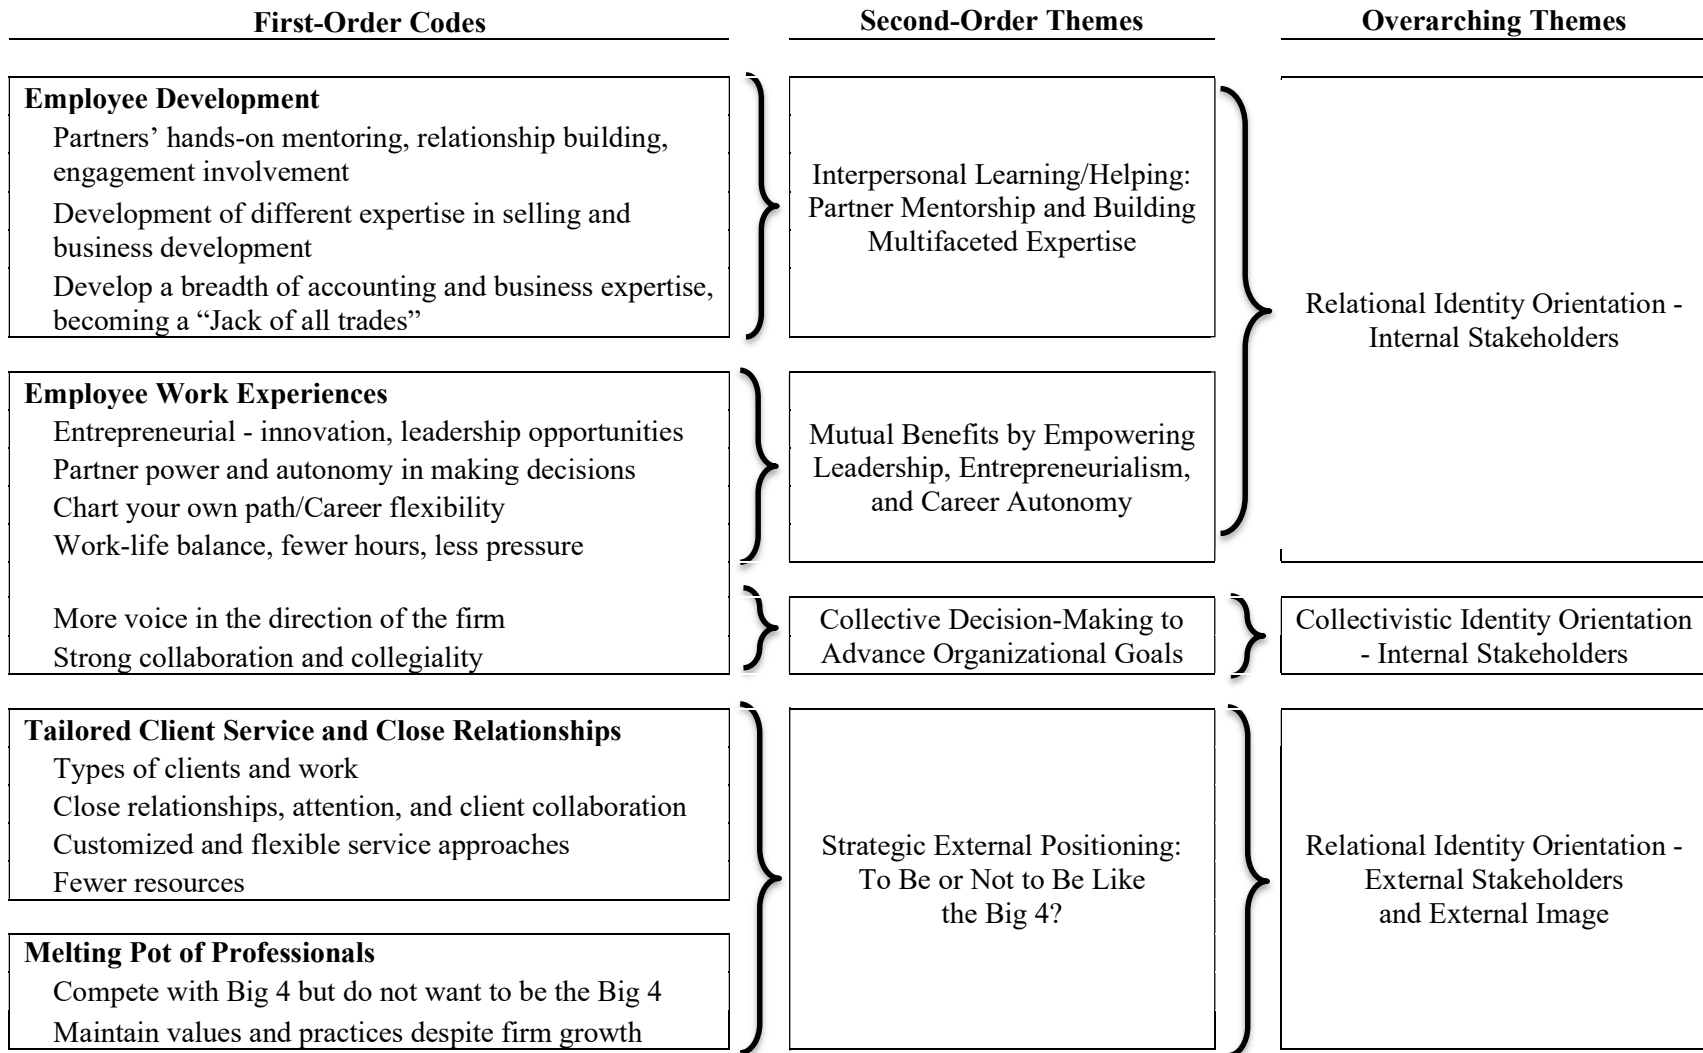 First-Order Codes
Second-Order Themes
Overarching Themes
Employee Development
Partners’ hands-on mentoring, relationship building,
engagement involvement
Development of different expertise in selling and
business development
Develop a breadth of accounting and business expertise,
becoming a “Jack of all trades”
Interpersonal Learning/Helping:
Partner Mentorship and Building
Multifaceted Expertise
Relational Identity Orientation -
Internal Stakeholders
Employee Work Experiences
Entrepreneurial - innovation, leadership opportunities
Partner power and autonomy in making decisions
Chart your own path/Career flexibility
Work-life balance, fewer hours, less pressure
Mutual Benefits by Empowering
Leadership, Entrepreneurialism,
and Career Autonomy
More voice in the direction of the firm
Strong collaboration and collegiality
Collective Decision-Making to
Advance Organizational Goals
Collectivistic Identity Orientation
- Internal Stakeholders
Tailored Client Service and Close Relationships
Types of clients and work
Close relationships, attention, and client collaboration
Customized and flexible service approaches
Fewer resources
Melting Pot of Professionals
Compete with Big 4 but do not want to be the Big 4
Maintain values and practices despite firm growth
Strategic External Positioning:
To Be or Not to Be Like
the Big 4?
Relational Identity Orientation -
External Stakeholders
and External Image